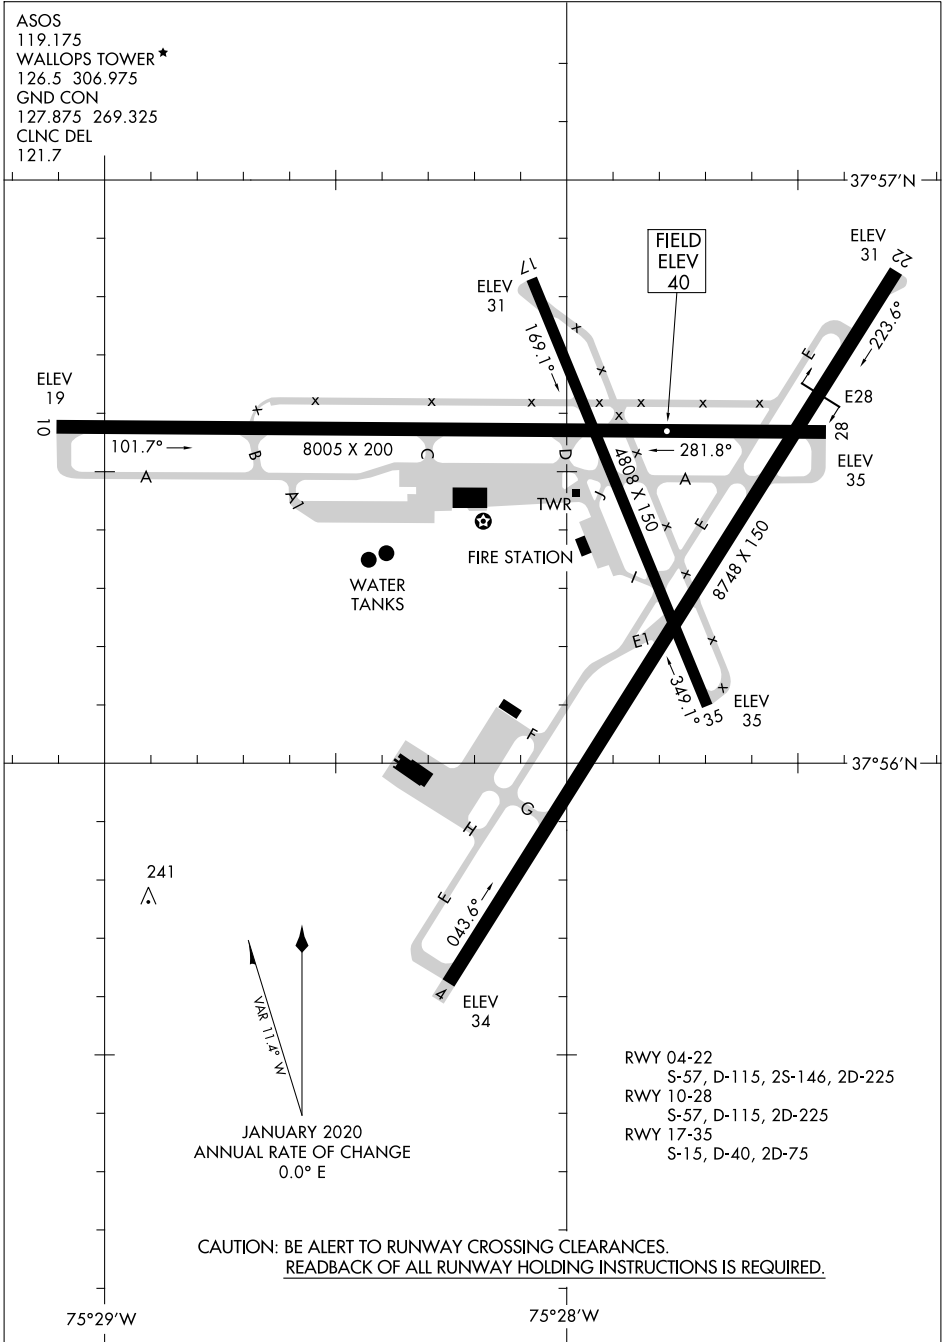 ASOS
119.175
WALLOPS TOWER★
126.5 306.975
GND CON
127.875 269.325
CLNC DEL
121.7
37°57'N
FIELD
ELEV
40
ELEV
31
22
17
ELEV
31
223.6°
169.1°
E
ELEV
19
E28
x x x x x x x x
10
28
101.7°
B
8005 X 200
C
D
281.8°
ELEV
35
A
A
A1
J
4808 X 150
TWR
E
8748 X 150
FIRE STATION
WATER
TANKS
I
E1
349.1°
35
ELEV
35
F
37°56'N
G
H
241
E
043.6°
4
ELEV
34
VAR 11.4° W
RWY 04-22
S-57, D-115, 2S-146, 2D-225
RWY 10-28
S-57, D-115, 2D-225
RWY 17-35
S-15, D-40, 2D-75
JANUARY 2020
ANNUAL RATE OF CHANGE
0.0° E
CAUTION: BE ALERT TO RUNWAY CROSSING CLEARANCES.
READBACK OF ALL RUNWAY HOLDING INSTRUCTIONS IS REQUIRED.
75°29'W
75°28'W